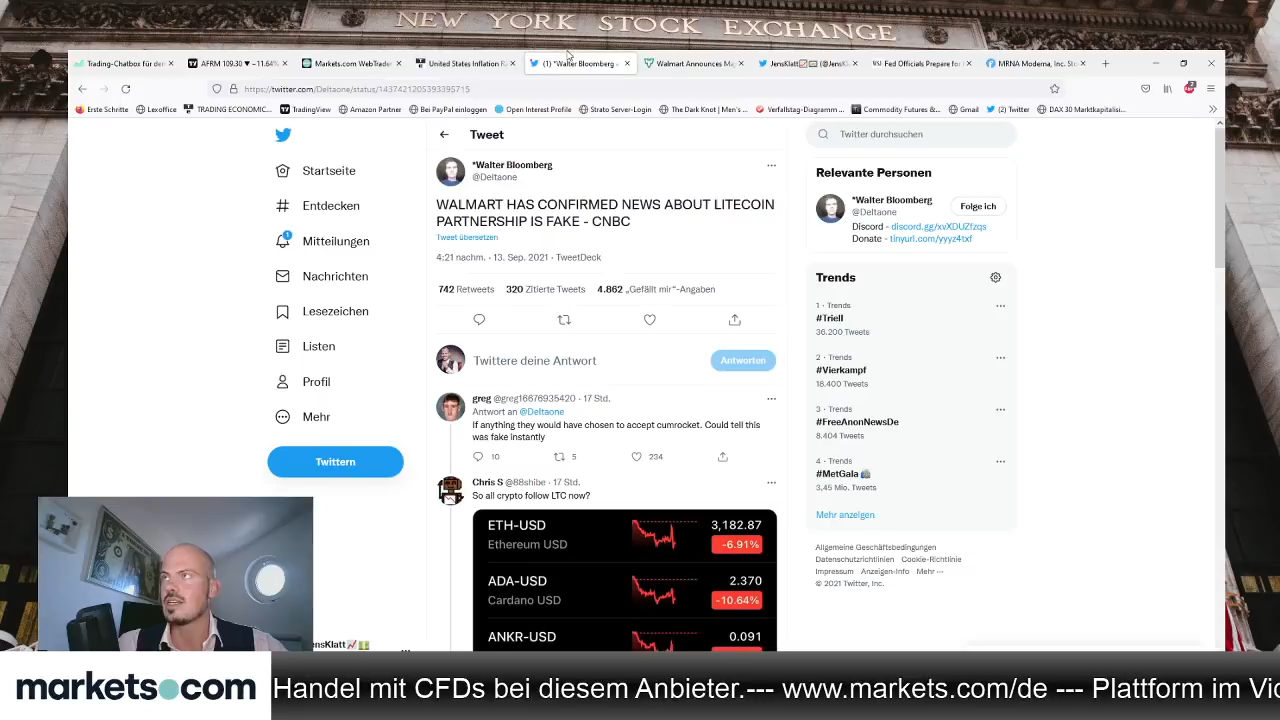 NEW YORK STOCK EXCHANGE
Trading-Chatbox für den
AFRM 109.30 ▼ −11.64%
Markets.com WebTrader
United States Inflation Ra
(1) *Walter Bloomberg
Walmart Announces Maj
JensKlatt
Fed Officials Prepare for
MRNA Moderna, Inc. Sto
https://twitter.com/Deltaone/status/1437421205393395715
Erste Schritte
Lexoffice
TRADING ECONOMIC...
TradingView
Amazon Partner
Bei PayPal einloggen
Open Interest Profile
Strato Server-Login
The Dark Knot | Men's ...
Verfallstag-Diagramm ...
Commodity Futures &...
Gmail
(2) Twitter
DAX 30 Marktkapitalisi...
Startseite
Entdecken
1
Mitteilungen
Nachrichten
Lesezeichen
Listen
Profil
Mehr
Twittern
Tweet
*Walter Bloomberg
@Deltaone
WALMART HAS CONFIRMED NEWS ABOUT LITECOIN
PARTNERSHIP IS FAKE - CNBC
Tweet übersetzen
4:21 nachm. · 13. Sep. 2021 · TweetDeck
742 Retweets 320 Zitierte Tweets 4.862 „Gefällt mir“-Angaben
Twittere deine Antwort
Antworten
greg @greg16676935420 · 17 Std.
Antwort an @Deltaone
If anything they would have chosen to accept cumrocket. Could tell this
was fake instantly
10 5 234
Chris S @88shibe · 17 Std.
So all crypto follow LTC now?
ETH-USD 3,182.87
Ethereum USD -6.91%
ADA-USD 2.370
Cardano USD -10.64%
ANKR-USD 0.091
Twitter durchsuchen
Relevante Personen
*Walter Bloomberg
@Deltaone
Folge ich
Discord - discord.gg/xvXDUZfzqs
Donate - tinyurl.com/yyyz4txf
Trends
1 · Trends
#Triell
36.200 Tweets
2 · Trends
#Vierkampf
18.400 Tweets
3 · Trends
#FreeAnonNewsDe
8.404 Tweets
4 · Trends
#MetGala
3,45 Mio. Tweets
Mehr anzeigen
Allgemeine Geschäftsbedingungen
Datenschutzrichtlinien Cookie-Richtlinie
Impressum Anzeigen-Info Mehr ···
© 2021 Twitter, Inc.
JensKlatt
markets.com
Handel mit CFDs bei diesem Anbieter.--- www.markets.com/de --- Plattform im Vid